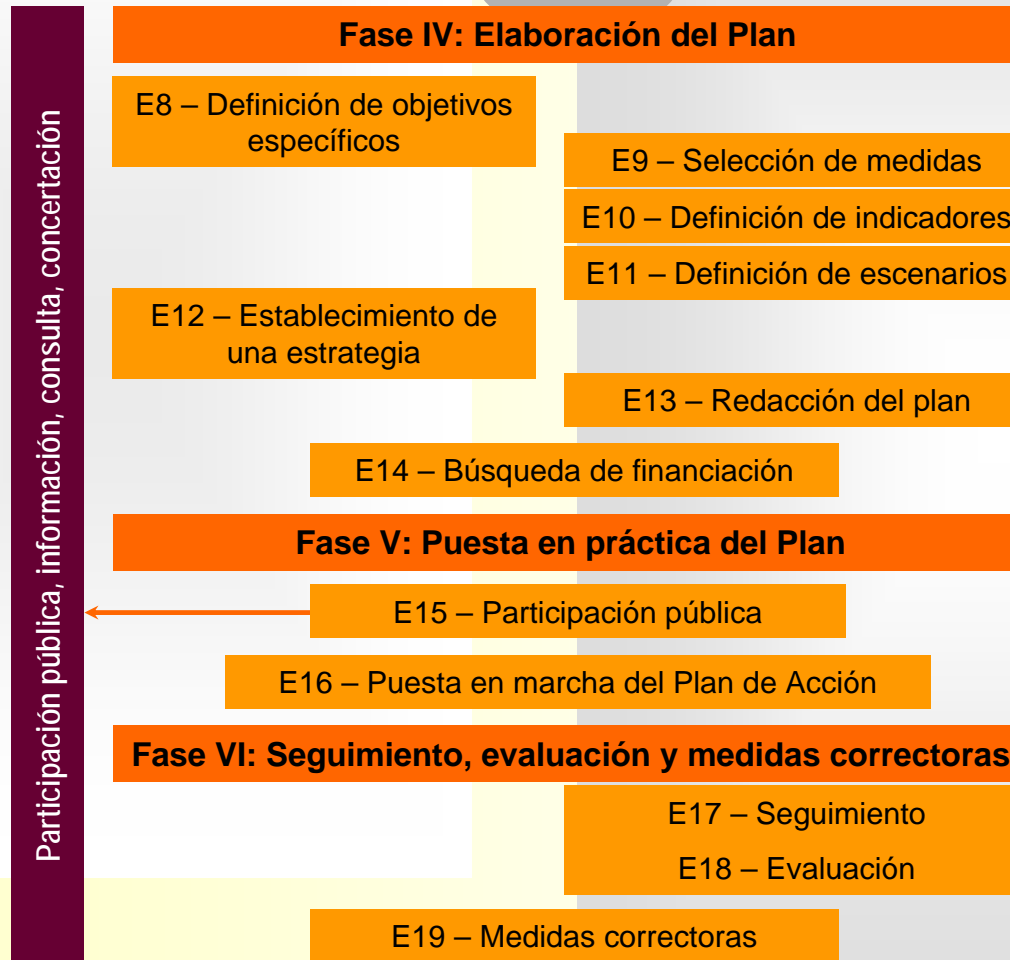 Participación pública, información, consulta, concertación
Fase IV: Elaboración del Plan
E8 – Definición de objetivos
específicos
E9 – Selección de medidas
E10 – Definición de indicadores
E11 – Definición de escenarios
E12 – Establecimiento de
una estrategia
E13 – Redacción del plan
E14 – Búsqueda de financiación
Fase V: Puesta en práctica del Plan
E15 – Participación pública
E16 – Puesta en marcha del Plan de Acción
Fase VI: Seguimiento, evaluación y medidas correctoras
E17 – Seguimiento
E18 – Evaluación
E19 – Medidas correctoras